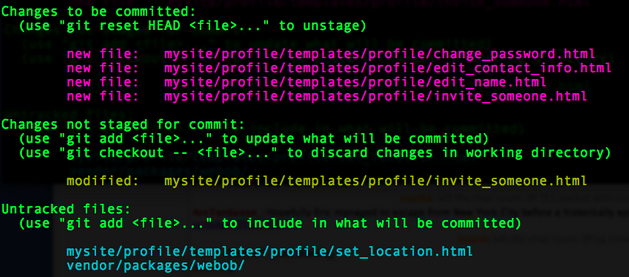 Changes to be committed:
(use "git reset HEAD <file>..." to unstage)
new file: mysite/profile/templates/profile/change_password.html
new file: mysite/profile/templates/profile/edit_contact_info.html
new file: mysite/profile/templates/profile/edit_name.html
new file: mysite/profile/templates/profile/invite_someone.html
Changes not staged for commit:
(use "git add <file>..." to update what will be committed)
(use "git checkout -- <file>..." to discard changes in working directory)
modified: mysite/profile/templates/profile/invite_someone.html
Untracked files:
(use "git add <file>..." to include in what will be committed)
mysite/profile/templates/profile/set_location.html
vendor/packages/webob/